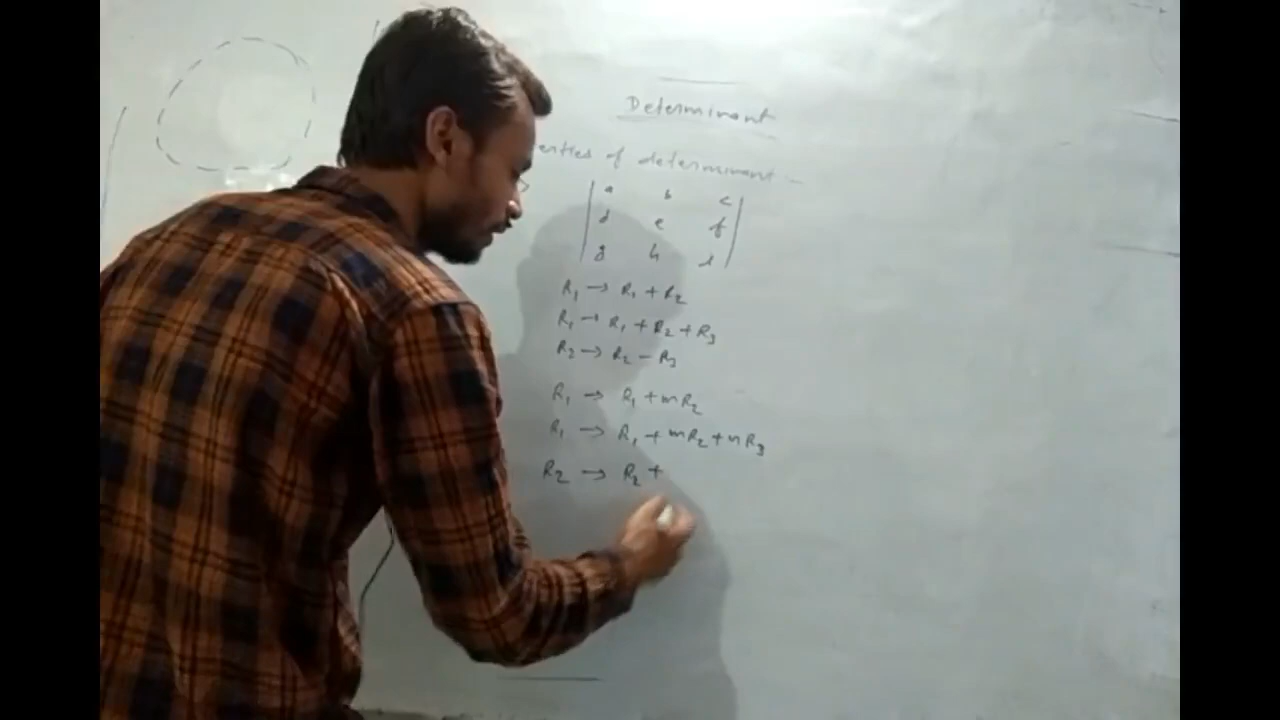 Determinant
erties of determinant -
a b c
d e f
g h i
R₁ → R₁ + R₂
R₁ → R₁ + R₂ + R₃
R₂ → R₂ - R₃
R₁ → R₁ + mR₂
R₁ → R₁ + mR₂ + nR₃
R₂ → R₂ +